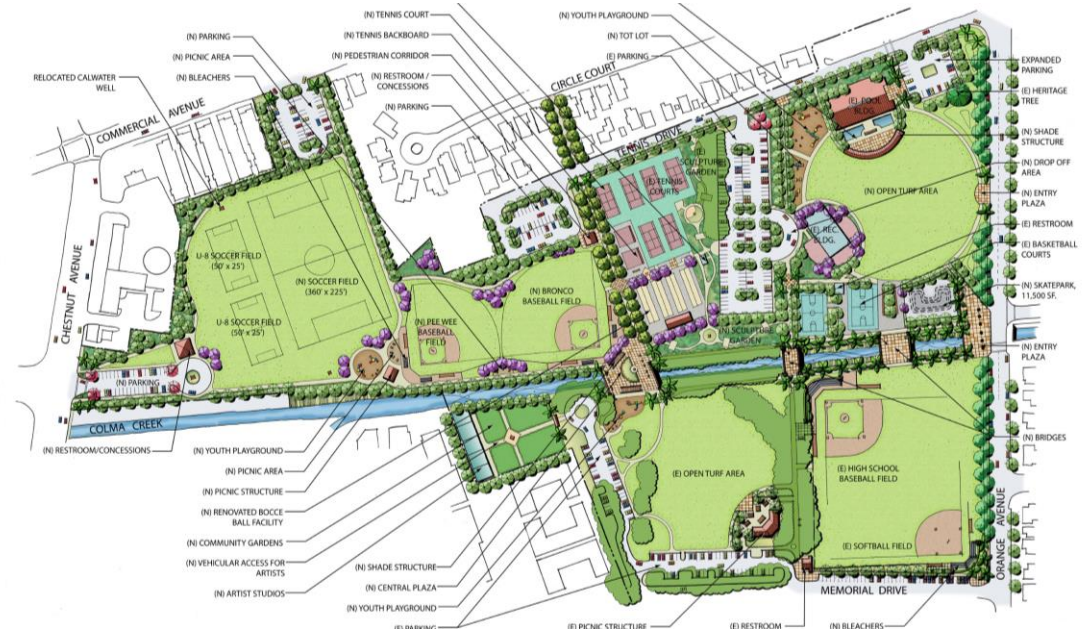 (N) TENNIS COURT
(N) TENNIS BACKBOARD
(N) PEDESTRIAN CORRIDOR
(N) RESTROOM /
CONCESSIONS
(N) PARKING
(N) YOUTH PLAYGROUND
(N) TOT LOT
(E) PARKING
(N) PARKING
(N) PICNIC AREA
(N) BLEACHERS
RELOCATED CALWATER
WELL
COMMERCIAL AVENUE
CIRCLE COURT
TENNIS DRIVE
CHESTNUT AVENUE
EXPANDED
PARKING
(E) HERITAGE
TREE
(N) SHADE
STRUCTURE
(N) DROP OFF
AREA
(N) ENTRY
PLAZA
(E) RESTROOM
(E) BASKETBALL
COURTS
(N) SKATEPARK,
11,500 SF.
(N) ENTRY
PLAZA
(N) BRIDGES
(E) POOL
BLDG.
(E)
SCULPTURE
GARDEN
(E) TENNIS
COURTS
(N) OPEN TURF AREA
(E) REC.
BLDG.
U-8 SOCCER FIELD
(50' x 25')
(N) SOCCER FIELD
(360' x 225')
U-8 SOCCER FIELD
(50' x 25')
(N) BRONCO
BASEBALL FIELD
(N) PEE WEE
BASEBALL
FIELD
(N) SCULPTURE
GARDEN
(N) PARKING
COLMA CREEK
(N) RESTROOM/CONCESSIONS
(N) YOUTH PLAYGROUND
(N) PICNIC AREA
(N) PICNIC STRUCTURE
(N) RENOVATED BOCCE
BALL FACILITY
(N) COMMUNITY GARDENS
(N) VEHICULAR ACCESS FOR
ARTISTS
(N) ARTIST STUDIOS
(N) SHADE STRUCTURE
(N) CENTRAL PLAZA
(N) YOUTH PLAYGROUND
(E) PARKING
(E) OPEN TURF AREA
(E) HIGH SCHOOL
BASEBALL FIELD
(E) SOFTBALL FIELD
ORANGE AVENUE
MEMORIAL DRIVE
(E) PICNIC STRUCTURE
(E) RESTROOM
(N) BLEACHERS